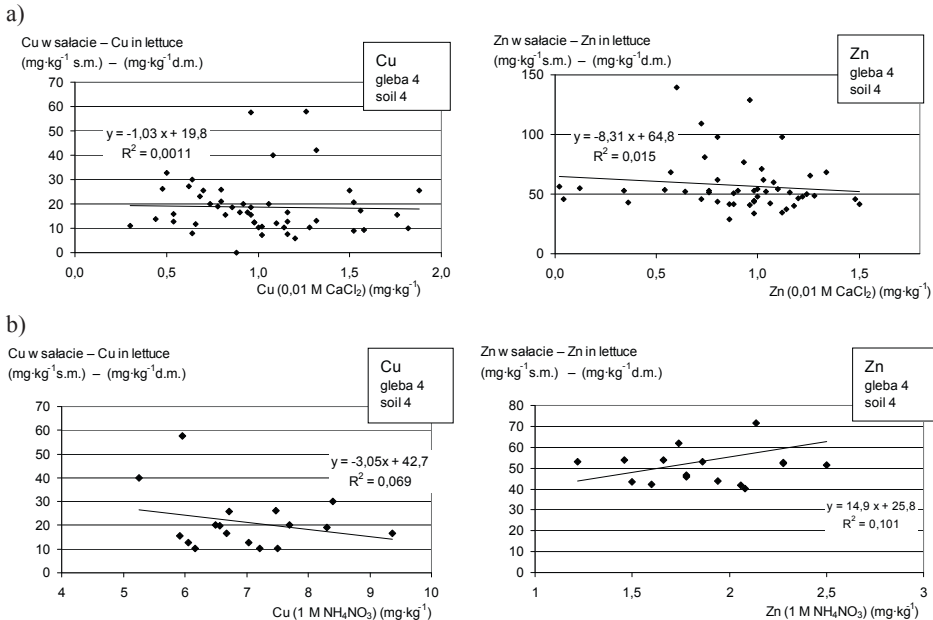 a)
Cu w sałacie – Cu in lettuce
(mg·kg⁻¹ s.m.) – (mg·kg⁻¹d.m.)
Cu
gleba 4
soil 4
70
60
50
40
30
20
10
0
y = -1,03 x + 19,8
R² = 0,0011
0,0 0,5 1,0 1,5 2,0
Cu (0,01 M CaCl₂) (mg·kg⁻¹)
Zn w sałacie – Zn in lettuce
(mg·kg⁻¹ s.m.) – (mg·kg⁻¹d.m.)
Zn
gleba 4
soil 4
150
100
50
0
y = -8,31 x + 64,8
R² = 0,015
0,0 0,5 1,0 1,5
Zn (0,01 M CaCl₂) (mg·kg⁻¹)
b)
Cu w sałacie – Cu in lettuce
(mg·kg⁻¹s.m.) – (mg·kg⁻¹d.m.)
Cu
gleba 4
soil 4
70
60
50
40
30
20
10
0
y = -3,05x + 42,7
R² = 0,069
4 5 6 7 8 9 10
Cu (1 M NH₄NO₃) (mg·kg⁻¹)
Zn w sałacie – Zn in lettuce
(mg·kg⁻¹s.m.) – (mg·kg⁻¹d.m.)
Zn
gleba 4
soil 4
80
70
60
50
40
30
20
10
0
y = 14,9 x + 25,8
R² = 0,101
1 1,5 2 2,5 3
Zn (1 M NH₄NO₃) (mg·kg⁻¹)